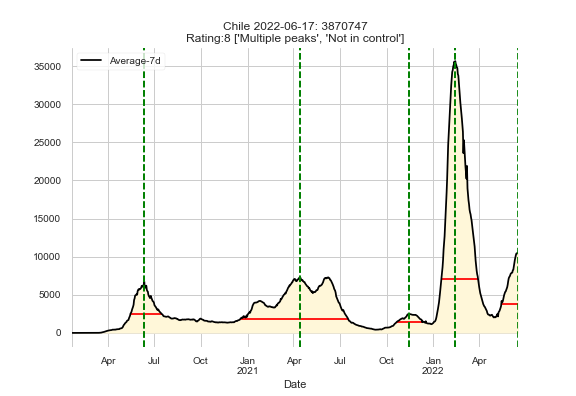 Chile 2022-06-17: 3870747
Rating:8 ['Multiple peaks', 'Not in control']
Average-7d
35000
30000
25000
20000
15000
10000
5000
0
Apr Jul Oct Jan Apr Jul Oct Jan Apr
2021 2022
Date